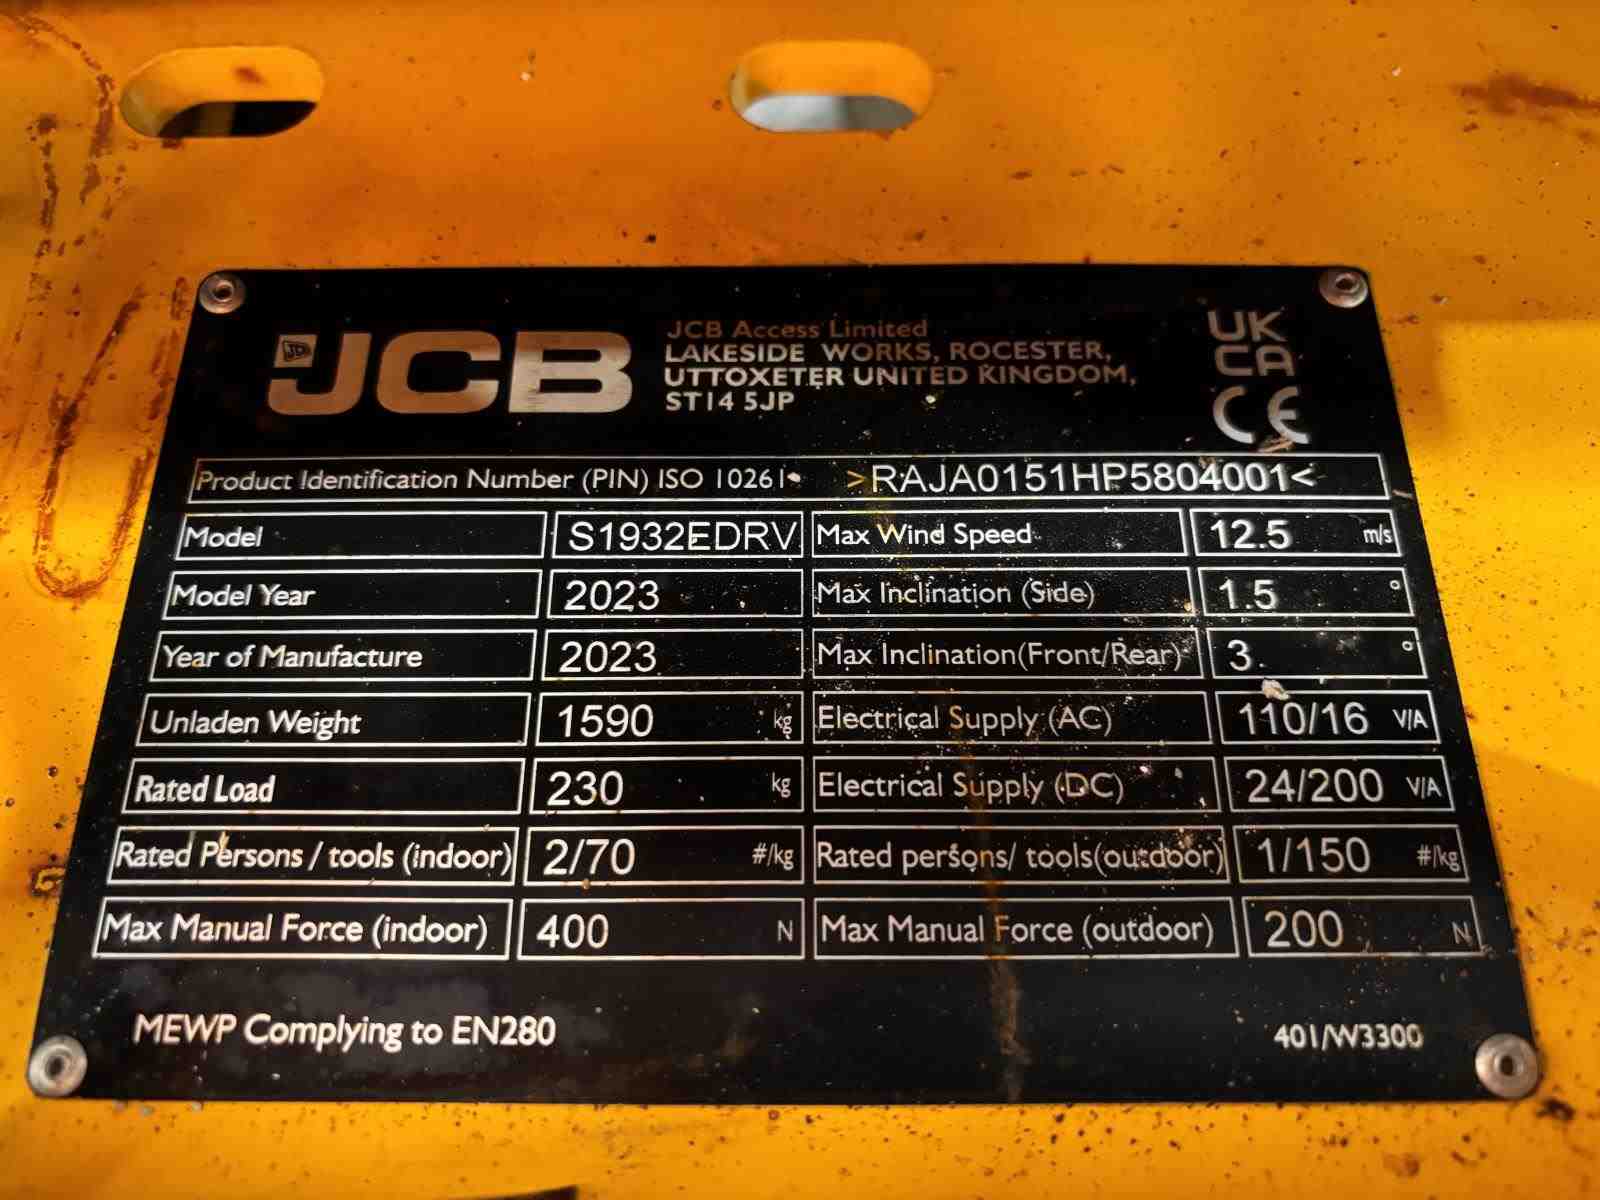 JCB
JCB Access Limited
LAKESIDE WORKS, ROCESTER,
UTTOXETER UNITED KINGDOM,
ST14 5JP
UK
CA
CE
Product Identification Number (PIN) ISO 10261 >RAJA0151HP5804001<
Model S1932EDRV Max Wind Speed 12.5 m/s
Model Year 2023 Max Inclination (Side) 1.5 °
Year of Manufacture 2023 Max Inclination(Front/Rear) 3 °
Unladen Weight 1590 kg Electrical Supply (AC) 110/16 V/A
Rated Load 230 kg Electrical Supply (DC) 24/200 V/A
Rated Persons / tools (indoor) 2/70 #/kg Rated persons/ tools(outdoor) 1/150 #/kg
Max Manual Force (indoor) 400 N Max Manual Force (outdoor) 200 N
MEWP Complying to EN280 401/W3300